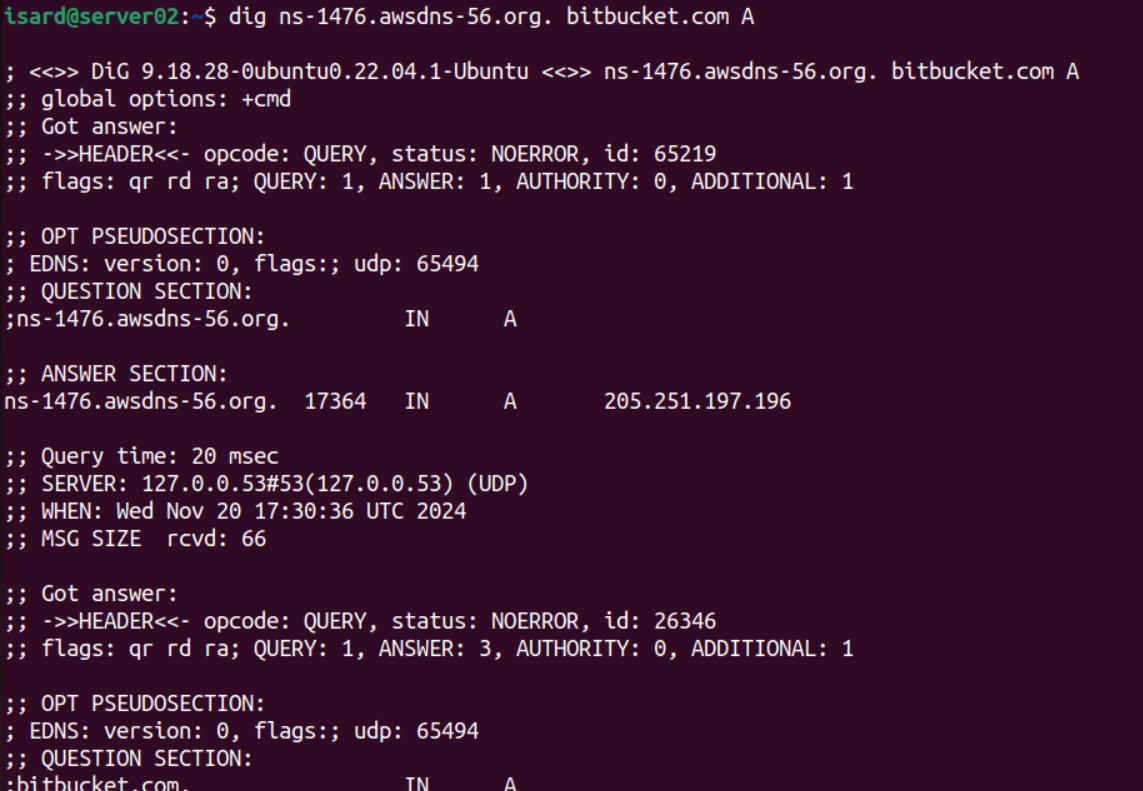 isard@server02:~$ dig ns-1476.awsdns-56.org. bitbucket.com A
; <<>> DiG 9.18.28-0ubuntu0.22.04.1-Ubuntu <<>> ns-1476.awsdns-56.org. bitbucket.com A
;; global options: +cmd
;; Got answer:
;; ->>HEADER<<- opcode: QUERY, status: NOERROR, id: 65219
;; flags: qr rd ra; QUERY: 1, ANSWER: 1, AUTHORITY: 0, ADDITIONAL: 1
;; OPT PSEUDOSECTION:
; EDNS: version: 0, flags:; udp: 65494
;; QUESTION SECTION:
;ns-1476.awsdns-56.org. IN A
;; ANSWER SECTION:
ns-1476.awsdns-56.org. 17364 IN A 205.251.197.196
;; Query time: 20 msec
;; SERVER: 127.0.0.53#53(127.0.0.53) (UDP)
;; WHEN: Wed Nov 20 17:30:36 UTC 2024
;; MSG SIZE rcvd: 66
;; Got answer:
;; ->>HEADER<<- opcode: QUERY, status: NOERROR, id: 26346
;; flags: qr rd ra; QUERY: 1, ANSWER: 3, AUTHORITY: 0, ADDITIONAL: 1
;; OPT PSEUDOSECTION:
; EDNS: version: 0, flags:; udp: 65494
;; QUESTION SECTION:
;bitbucket.com. IN A